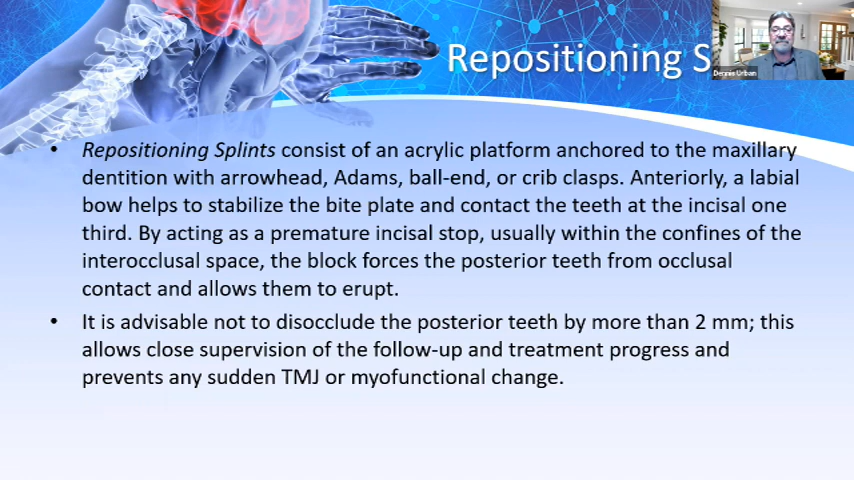 Repositioning S
Dennis Urban
• Repositioning Splints consist of an acrylic platform anchored to the maxillary
dentition with arrowhead, Adams, ball-end, or crib clasps. Anteriorly, a labial
bow helps to stabilize the bite plate and contact the teeth at the incisal one
third. By acting as a premature incisal stop, usually within the confines of the
interocclusal space, the block forces the posterior teeth from occlusal
contact and allows them to erupt.
• It is advisable not to disocclude the posterior teeth by more than 2 mm; this
allows close supervision of the follow-up and treatment progress and
prevents any sudden TMJ or myofunctional change.